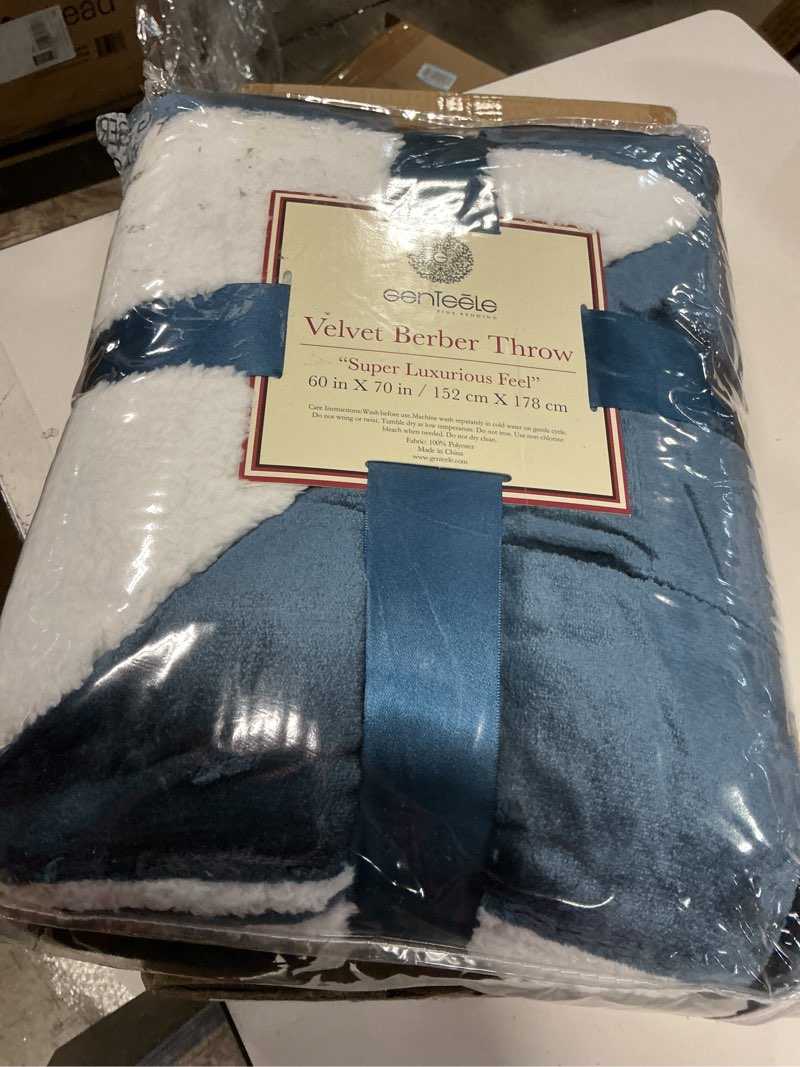 ead
G
GenTeēle
FINE BEDDING
Velvet Berber Throw
“Super Luxurious Feel”
60 in X 70 in / 152 cm X 178 cm
Care Instructions: Wash before use. Machine wash separately in cold water on gentle cycle.
Do not wring or twist. Tumble dry at low temperature. Do not iron. Use non-chlorine
bleach when needed. Do not dry clean.
Fabric: 100% Polyester
Made in China
www.genteele.com